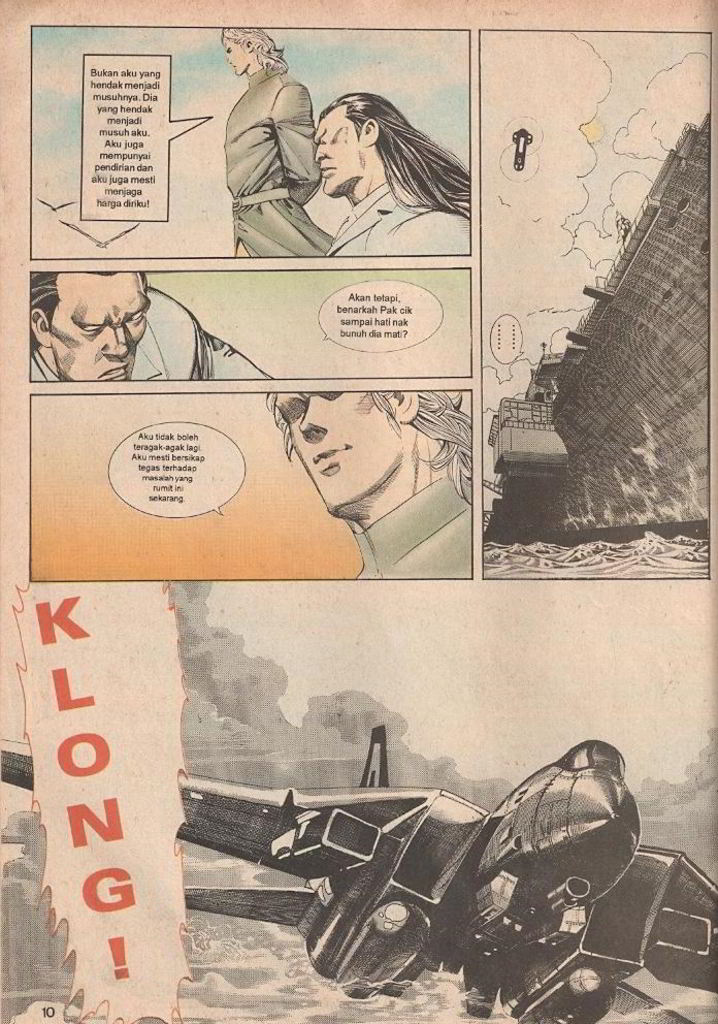 Bukan aku yang
hendak menjadi
musuhnya. Dia
yang hendak
menjadi
musuh aku.
Aku juga
mempunyai
pendirian dan
aku juga mesti
menjaga
harga diriku!
Akan tetapi,
benarkah Pak cik
sampai hati nak
bunuh dia mati?
Aku tidak boleh
teragak-agak lagi.
Aku mesti bersikap
tegas terhadap
masalah yang
rumit ini
sekarang.
KLONG!
10